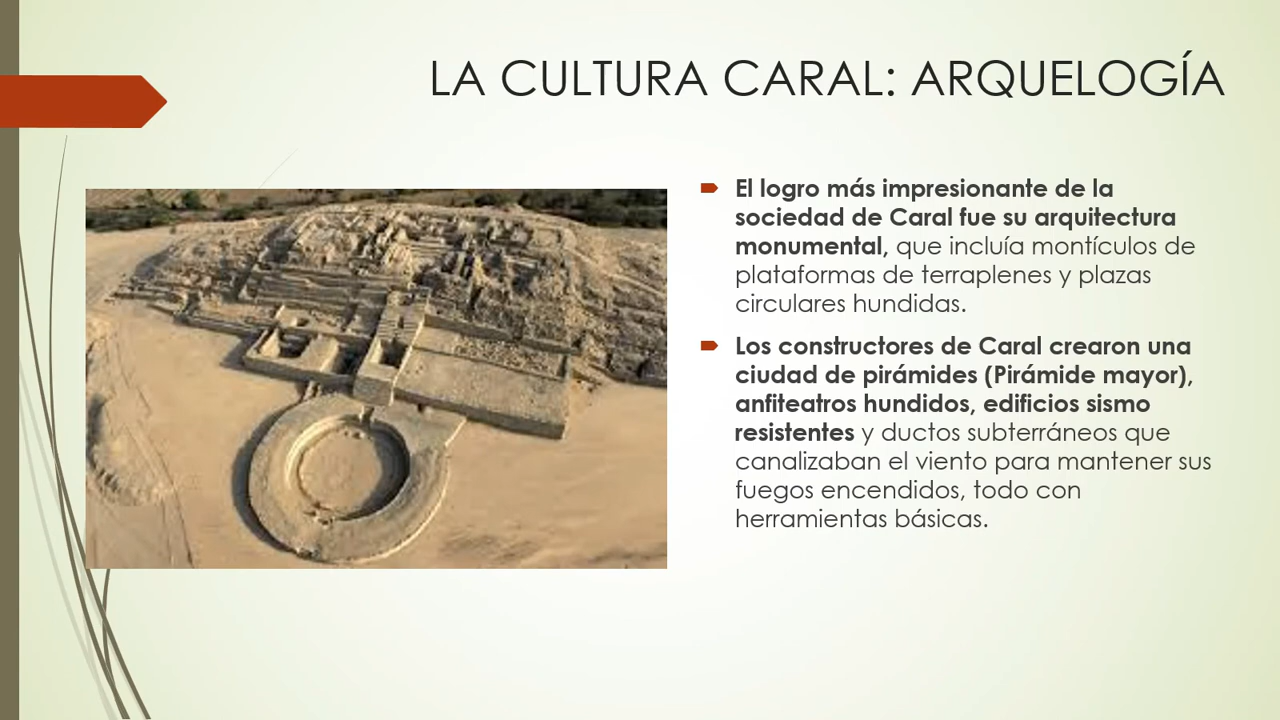 LA CULTURA CARAL: ARQUELOGÍA
El logro más impresionante de la
sociedad de Caral fue su arquitectura
monumental, que incluía montículos de
plataformas de terraplenes y plazas
circulares hundidas.
Los constructores de Caral crearon una
ciudad de pirámides (Pirámide mayor),
anfiteatros hundidos, edificios sismo
resistentes y ductos subterráneos que
canalizaban el viento para mantener sus
fuegos encendidos, todo con
herramientas básicas.